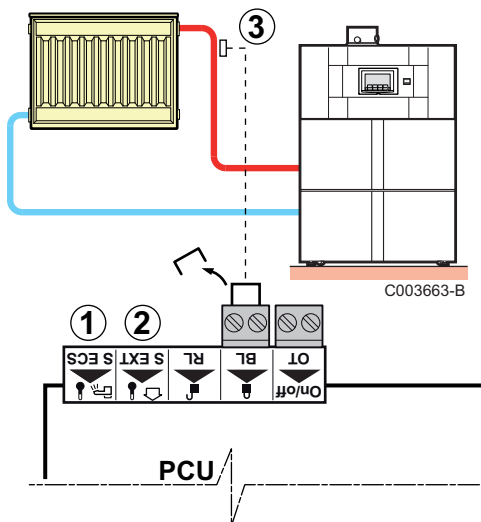 3
C003663-B
1 2
S ECS S EXT RL BL OT
On/off
PCU